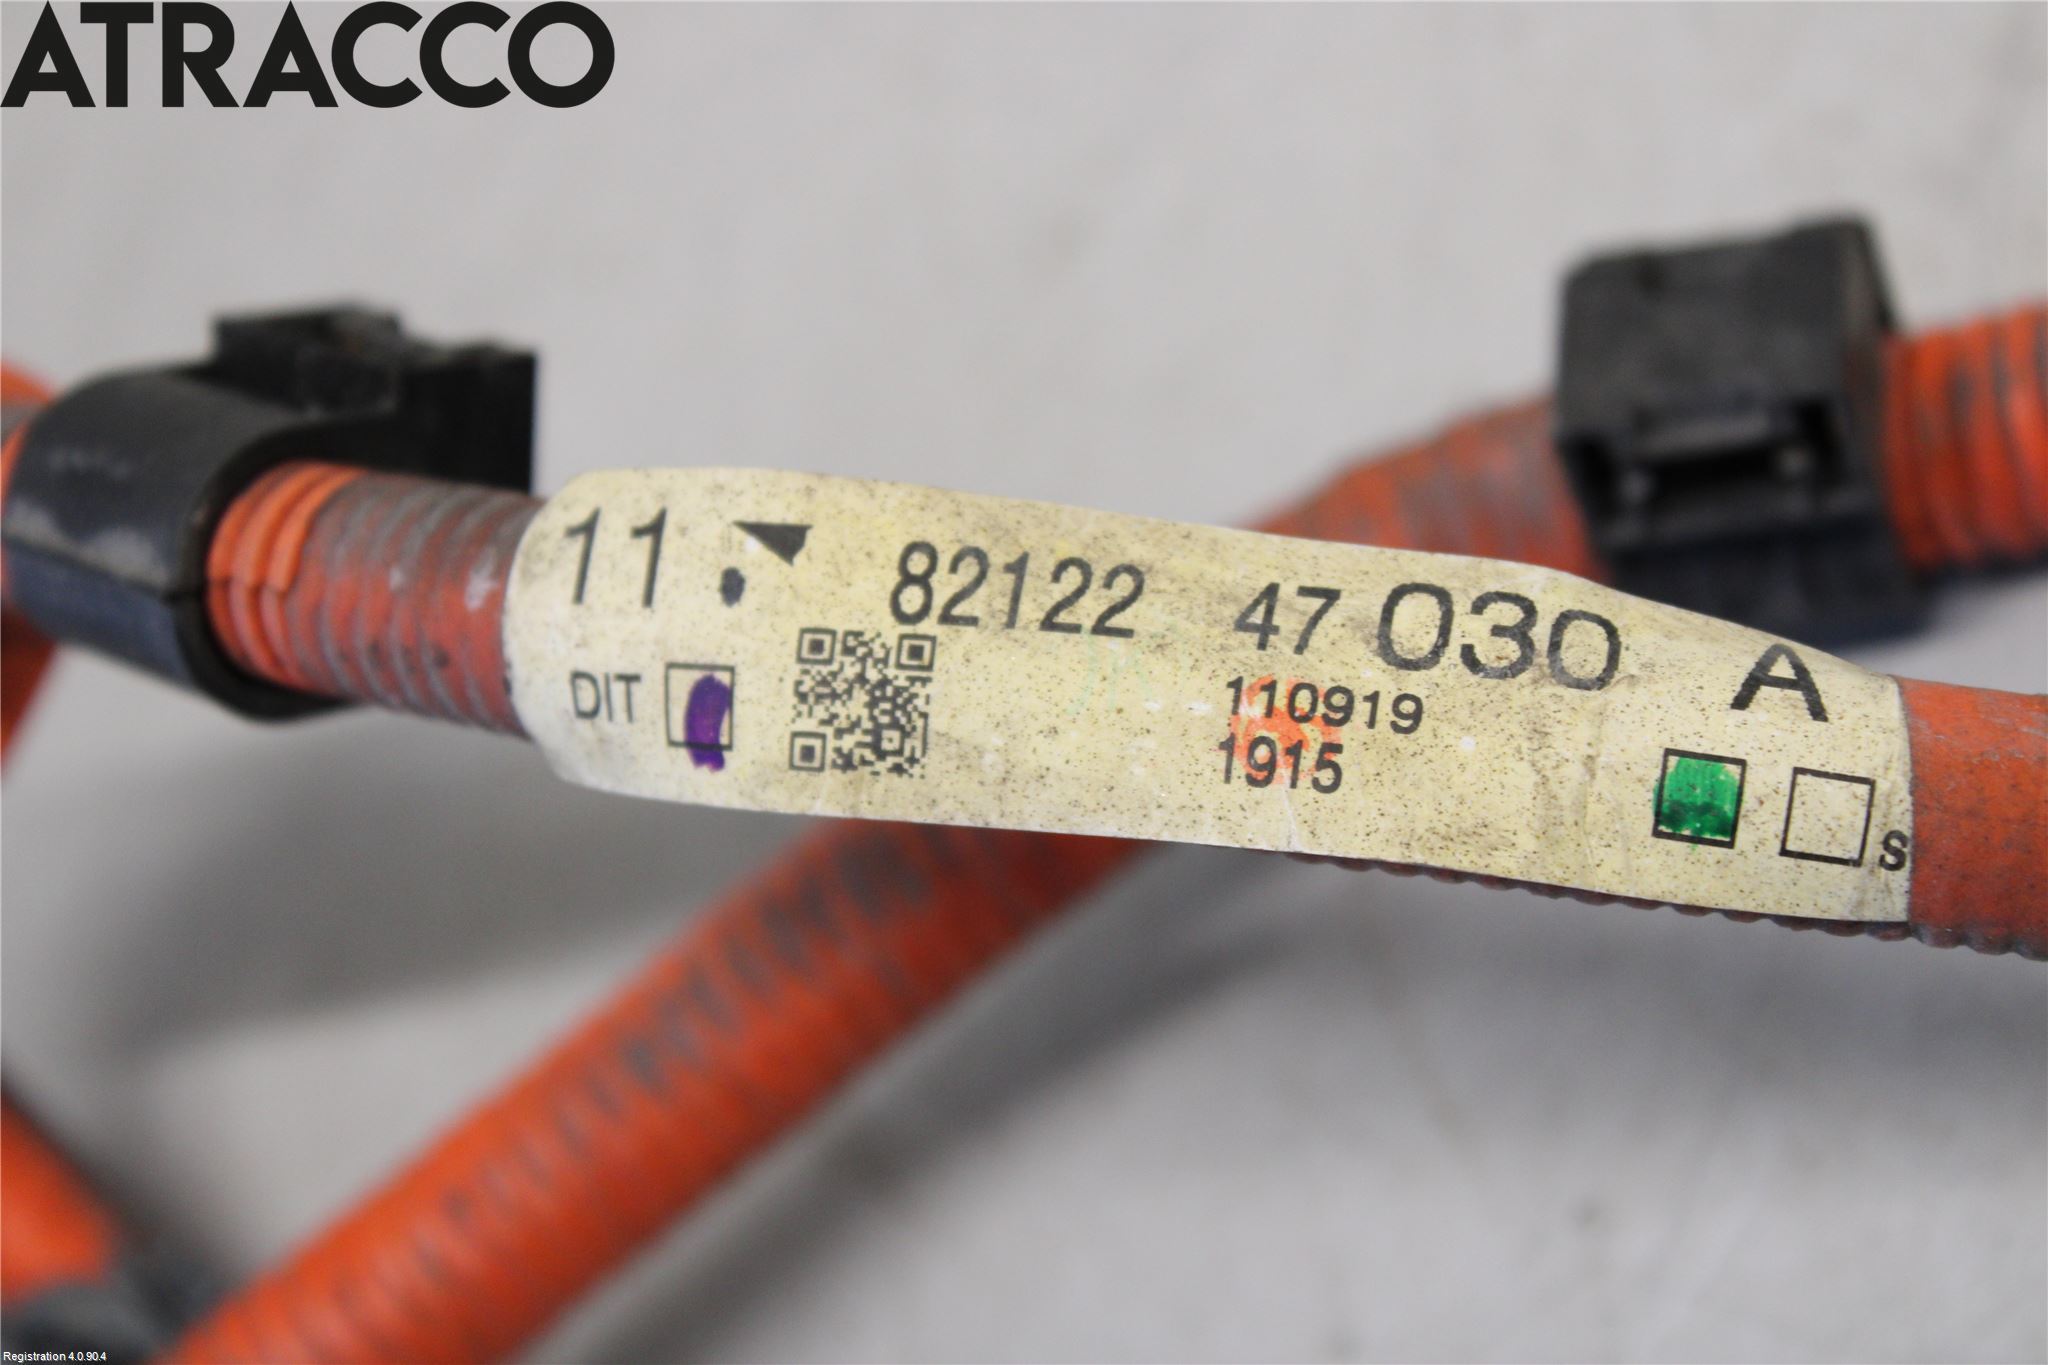 ATRACCO
11. 82122 47 030 A
DIT 110919
1915
S
Registration 4.0.90.4